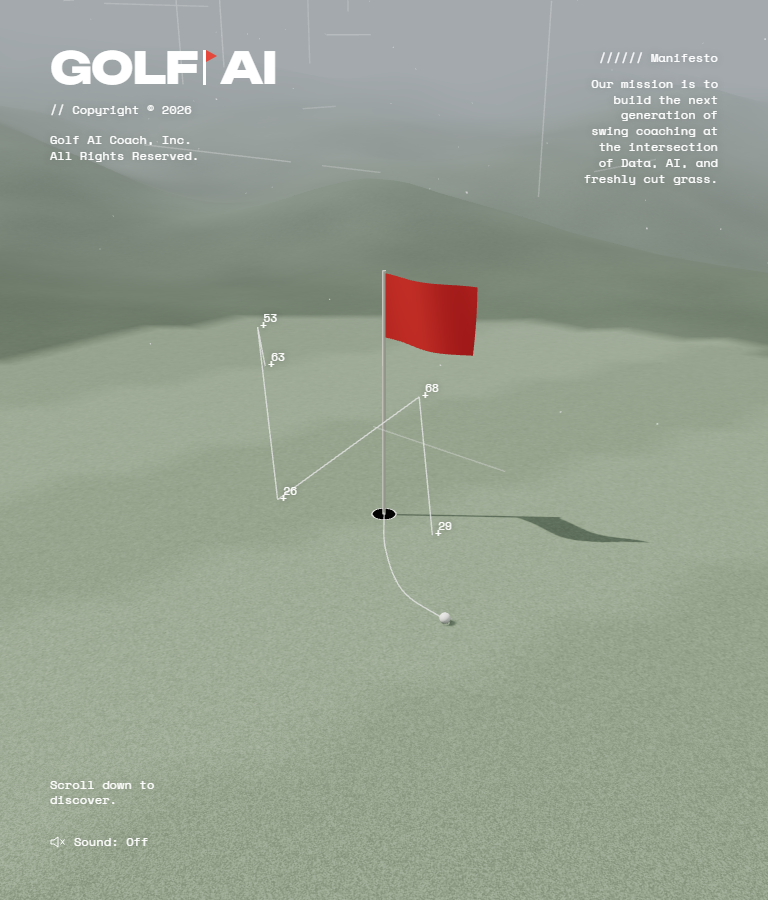 GOLF AI
// Copyright © 2026
Golf AI Coach, Inc.
All Rights Reserved.
////// Manifesto
Our mission is to
build the next
generation of
swing coaching at
the intersection
of Data, AI, and
freshly cut grass.
53
63
68
26
29
Scroll down to
discover.
Sound: Off